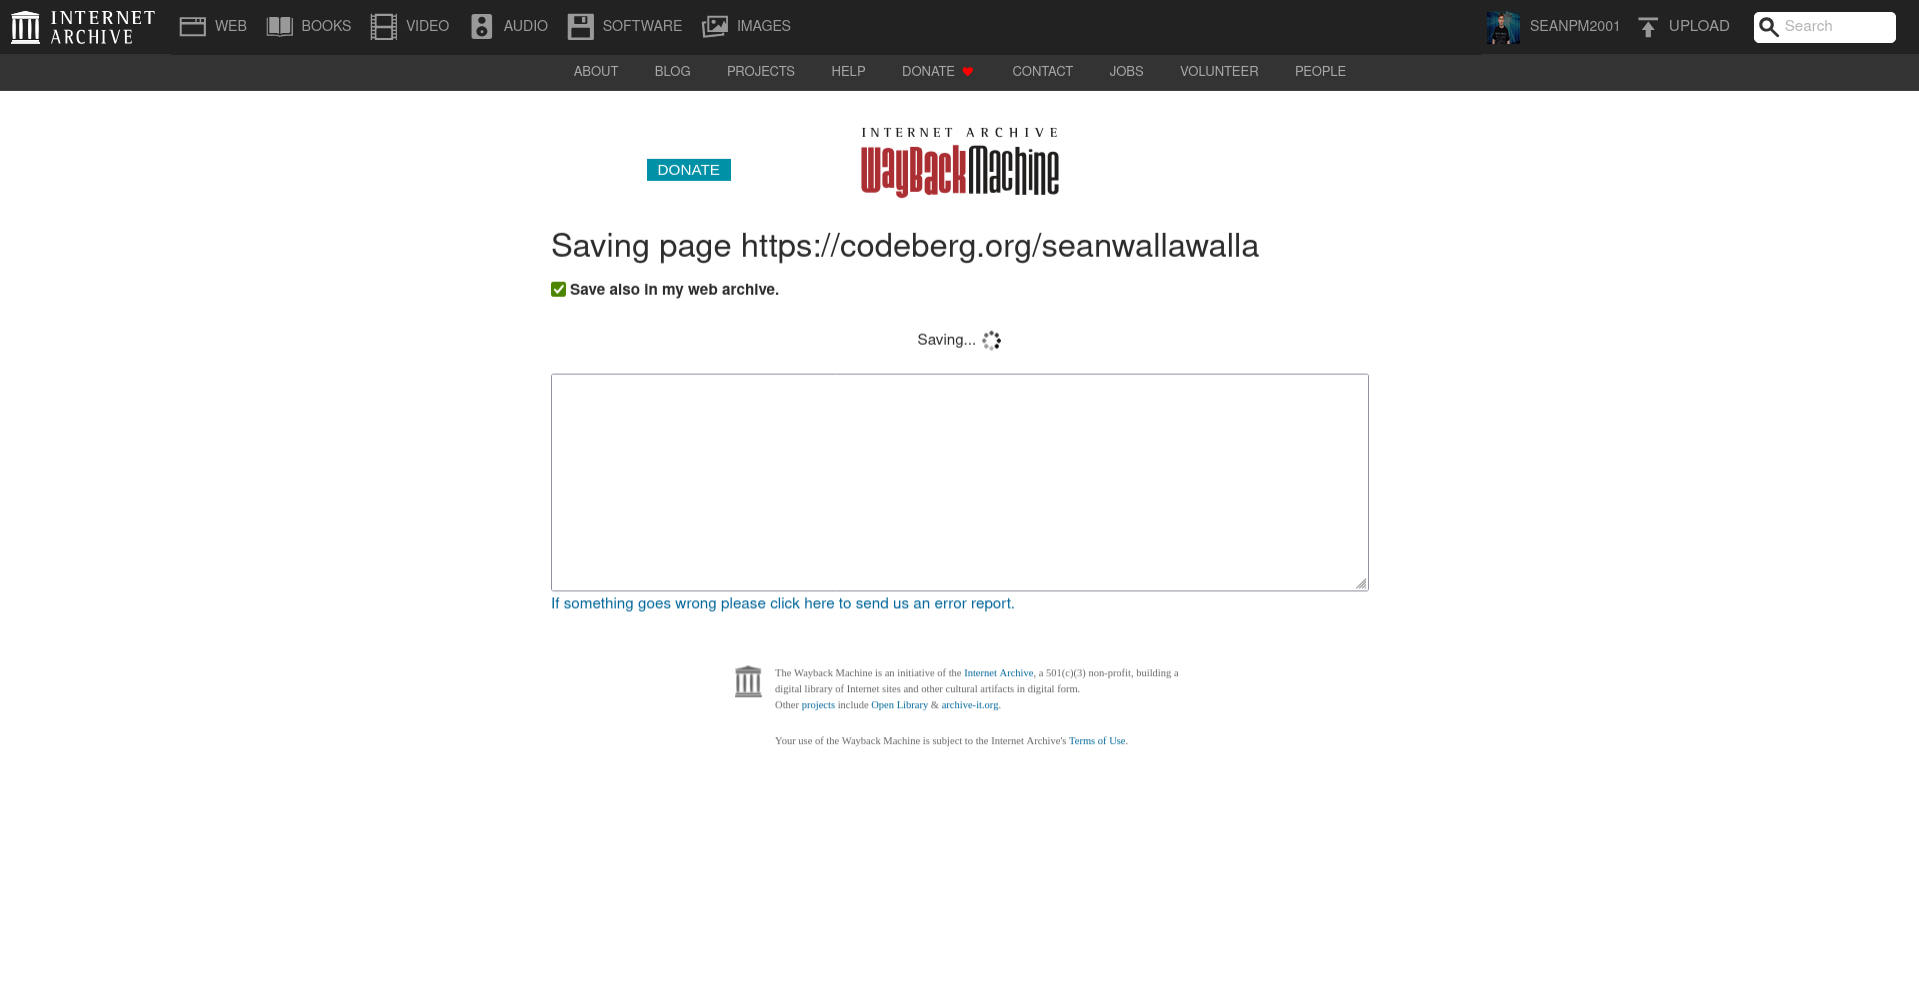 INTERNET ARCHIVE
WEB BOOKS VIDEO AUDIO SOFTWARE IMAGES SEANPM2001 UPLOAD Search
ABOUT BLOG PROJECTS HELP DONATE CONTACT JOBS VOLUNTEER PEOPLE
INTERNET ARCHIVE
DONATE
WayBackMachine
Saving page https://codeberg.org/seanwallawalla
Save also in my web archive.
Saving...
If something goes wrong please click here to send us an error report.
The Wayback Machine is an initiative of the Internet Archive, a 501(c)(3) non-profit, building a
digital library of Internet sites and other cultural artifacts in digital form.
Other projects include Open Library & archive-it.org.
Your use of the Wayback Machine is subject to the Internet Archive's Terms of Use.